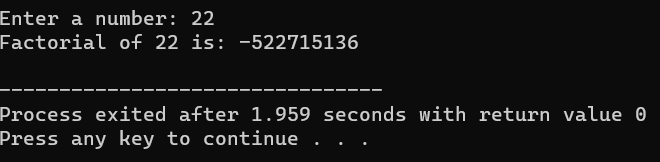 Enter a number: 22
Factorial of 22 is: -522715136
--------------------------------
Process exited after 1.959 seconds with return value 0
Press any key to continue . . .